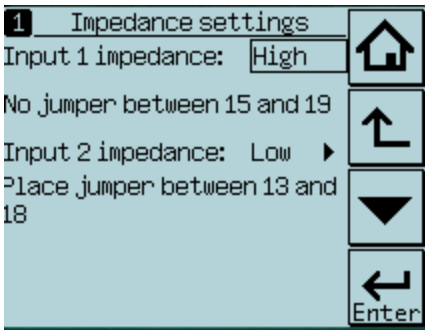 1 Impedance settings
Input 1 impedance: High
No jumper between 15 and 19
Input 2 impedance: Low
Place jumper between 13 and
18
Enter